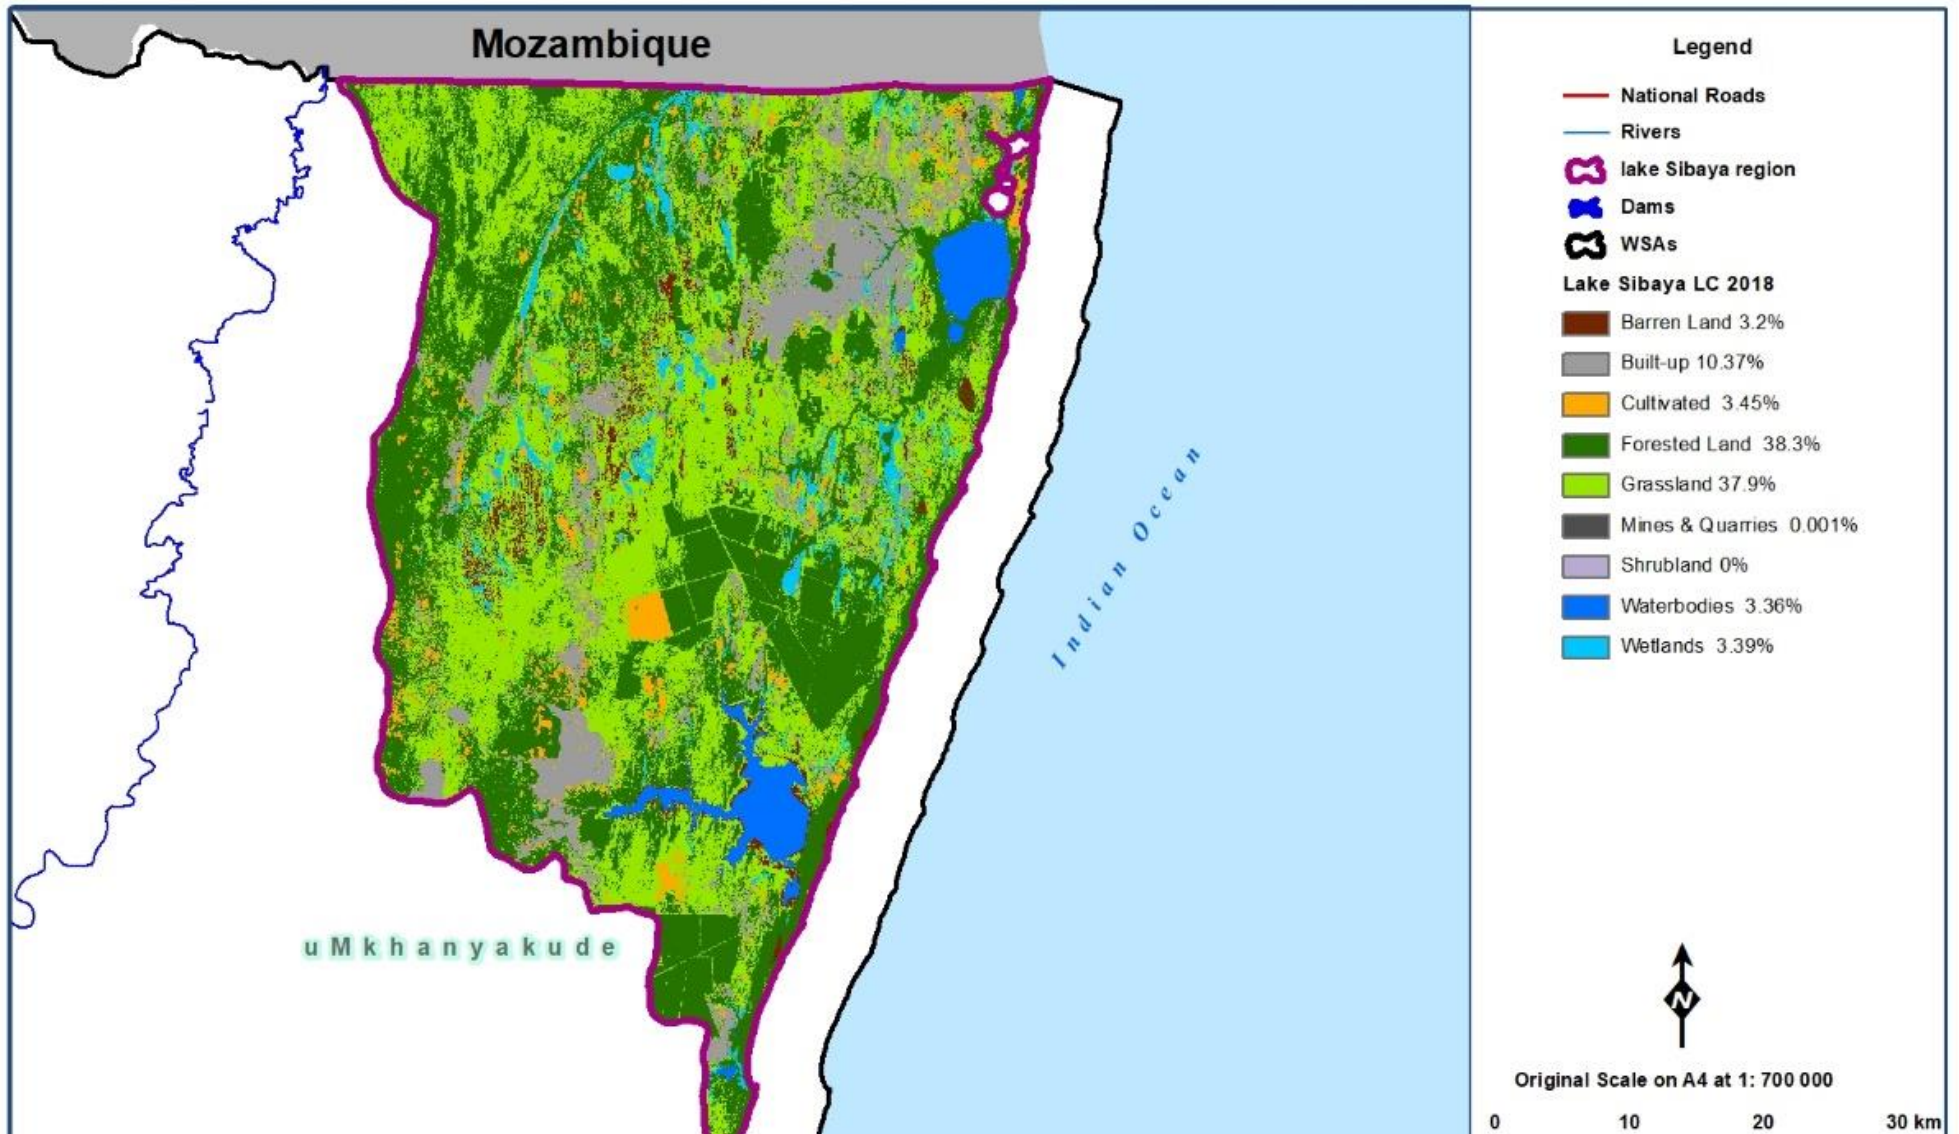 Mozambique
Indian Ocean
uMkhanyakude
Legend
National Roads
Rivers
lake Sibaya region
Dams
WSAs
Lake Sibaya LC 2018
Barren Land 3.2%
Built-up 10.37%
Cultivated 3.45%
Forested Land 38.3%
Grassland 37.9%
Mines & Quarries 0.001%
Shrubland 0%
Waterbodies 3.36%
Wetlands 3.39%
N
Original Scale on A4 at 1: 700 000
0 10 20 30 km